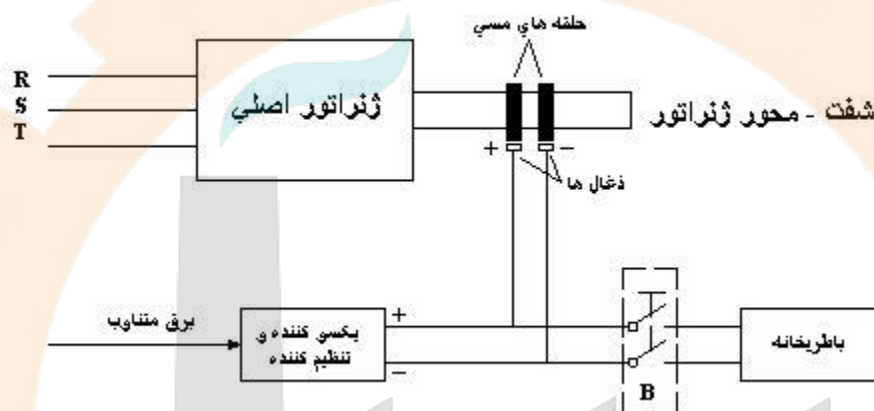 حلقه هاي مسي
R
S
T
ژنراتور اصلي
شفت - محور ژنراتور
+
−
ذغال ها
برق متناوب
يكسو كننده و
تنظيم كننده
+
−
باطريخانه
B